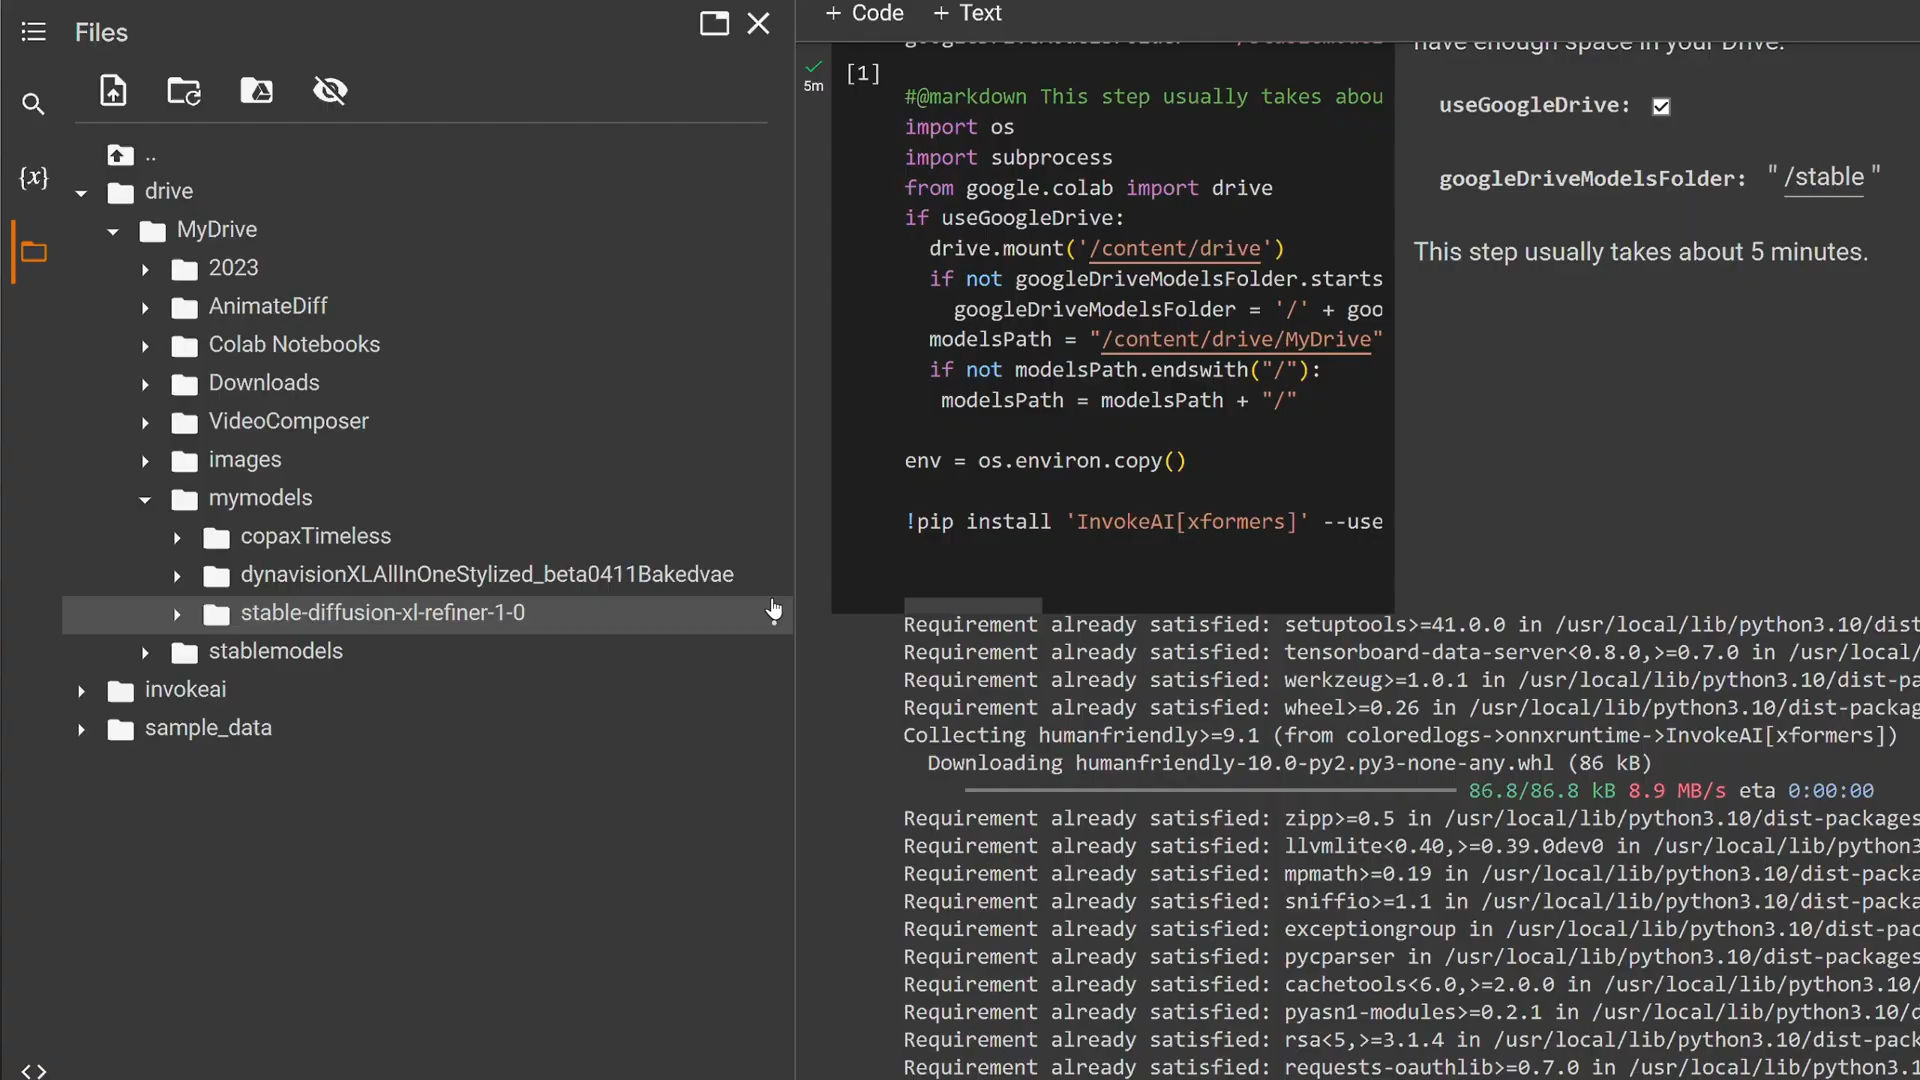 Files
..
drive
MyDrive
2023
AnimateDiff
Colab Notebooks
Downloads
VideoComposer
images
mymodels
copaxTimeless
dynavisionXLAllInOneStylized_beta0411Bakedvae
stable-diffusion-xl-refiner-1-0
stablemodels
invokeai
sample_data
{x}
<>
+ Code + Text
5m
[1]
#@markdown This step usually takes abou
import os
import subprocess
from google.colab import drive
if useGoogleDrive:
drive.mount('/content/drive')
if not googleDriveModelsFolder.starts
googleDriveModelsFolder = '/' + goo
modelsPath = "/content/drive/MyDrive"
if not modelsPath.endswith("/"):
modelsPath = modelsPath + "/"
env = os.environ.copy()
!pip install 'InvokeAI[xformers]' --use
have enough space in your Drive.
useGoogleDrive:
googleDriveModelsFolder: "/stable"
This step usually takes about 5 minutes.
Requirement already satisfied: setuptools>=41.0.0 in /usr/local/lib/python3.10/dist
Requirement already satisfied: tensorboard-data-server<0.8.0,>=0.7.0 in /usr/local/
Requirement already satisfied: werkzeug>=1.0.1 in /usr/local/lib/python3.10/dist-pa
Requirement already satisfied: wheel>=0.26 in /usr/local/lib/python3.10/dist-packag
Collecting humanfriendly>=9.1 (from coloredlogs->onnxruntime->InvokeAI[xformers])
Downloading humanfriendly-10.0-py2.py3-none-any.whl (86 kB)
86.8/86.8 kB 8.9 MB/s eta 0:00:00
Requirement already satisfied: zipp>=0.5 in /usr/local/lib/python3.10/dist-packages
Requirement already satisfied: llvmlite<0.40,>=0.39.0dev0 in /usr/local/lib/python3
Requirement already satisfied: mpmath>=0.19 in /usr/local/lib/python3.10/dist-packa
Requirement already satisfied: sniffio>=1.1 in /usr/local/lib/python3.10/dist-packa
Requirement already satisfied: exceptiongroup in /usr/local/lib/python3.10/dist-pac
Requirement already satisfied: pycparser in /usr/local/lib/python3.10/dist-packages
Requirement already satisfied: cachetools<6.0,>=2.0.0 in /usr/local/lib/python3.10/
Requirement already satisfied: pyasn1-modules>=0.2.1 in /usr/local/lib/python3.10/d
Requirement already satisfied: rsa<5,>=3.1.4 in /usr/local/lib/python3.10/dist-pack
Requirement already satisfied: requests-oauthlib>=0.7.0 in /usr/local/lib/python3.1